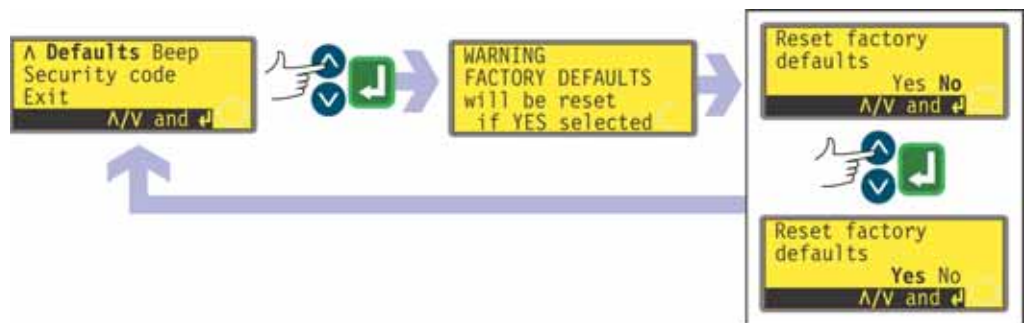 Λ Defaults Beep
Security code
Exit
Λ/V and ↲
WARNING
FACTORY DEFAULTS
will be reset
if YES selected
Reset factory
defaults
Yes No
Λ/V and ↲
Reset factory
defaults
Yes No
Λ/V and ↲